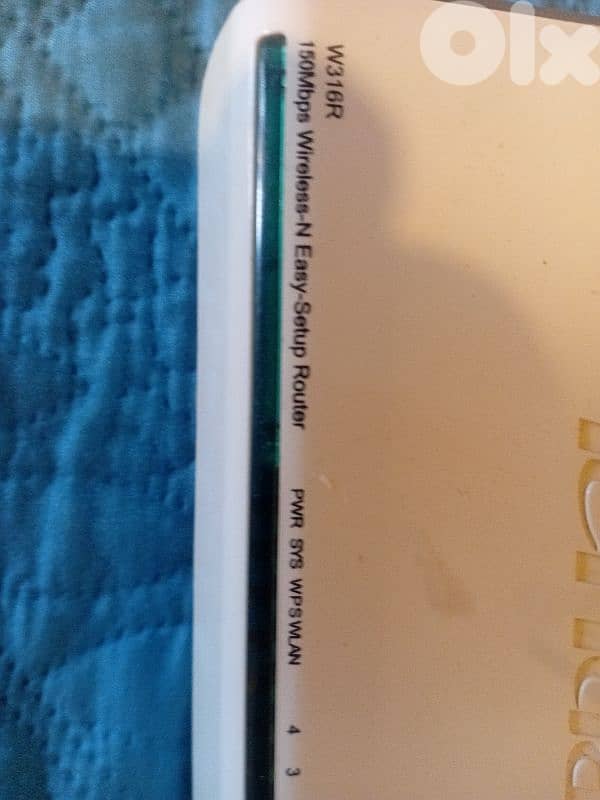 olx
W316R
150Mbps Wireless-N Easy-Setup Router
PWR SYS WPS WLAN 4 3